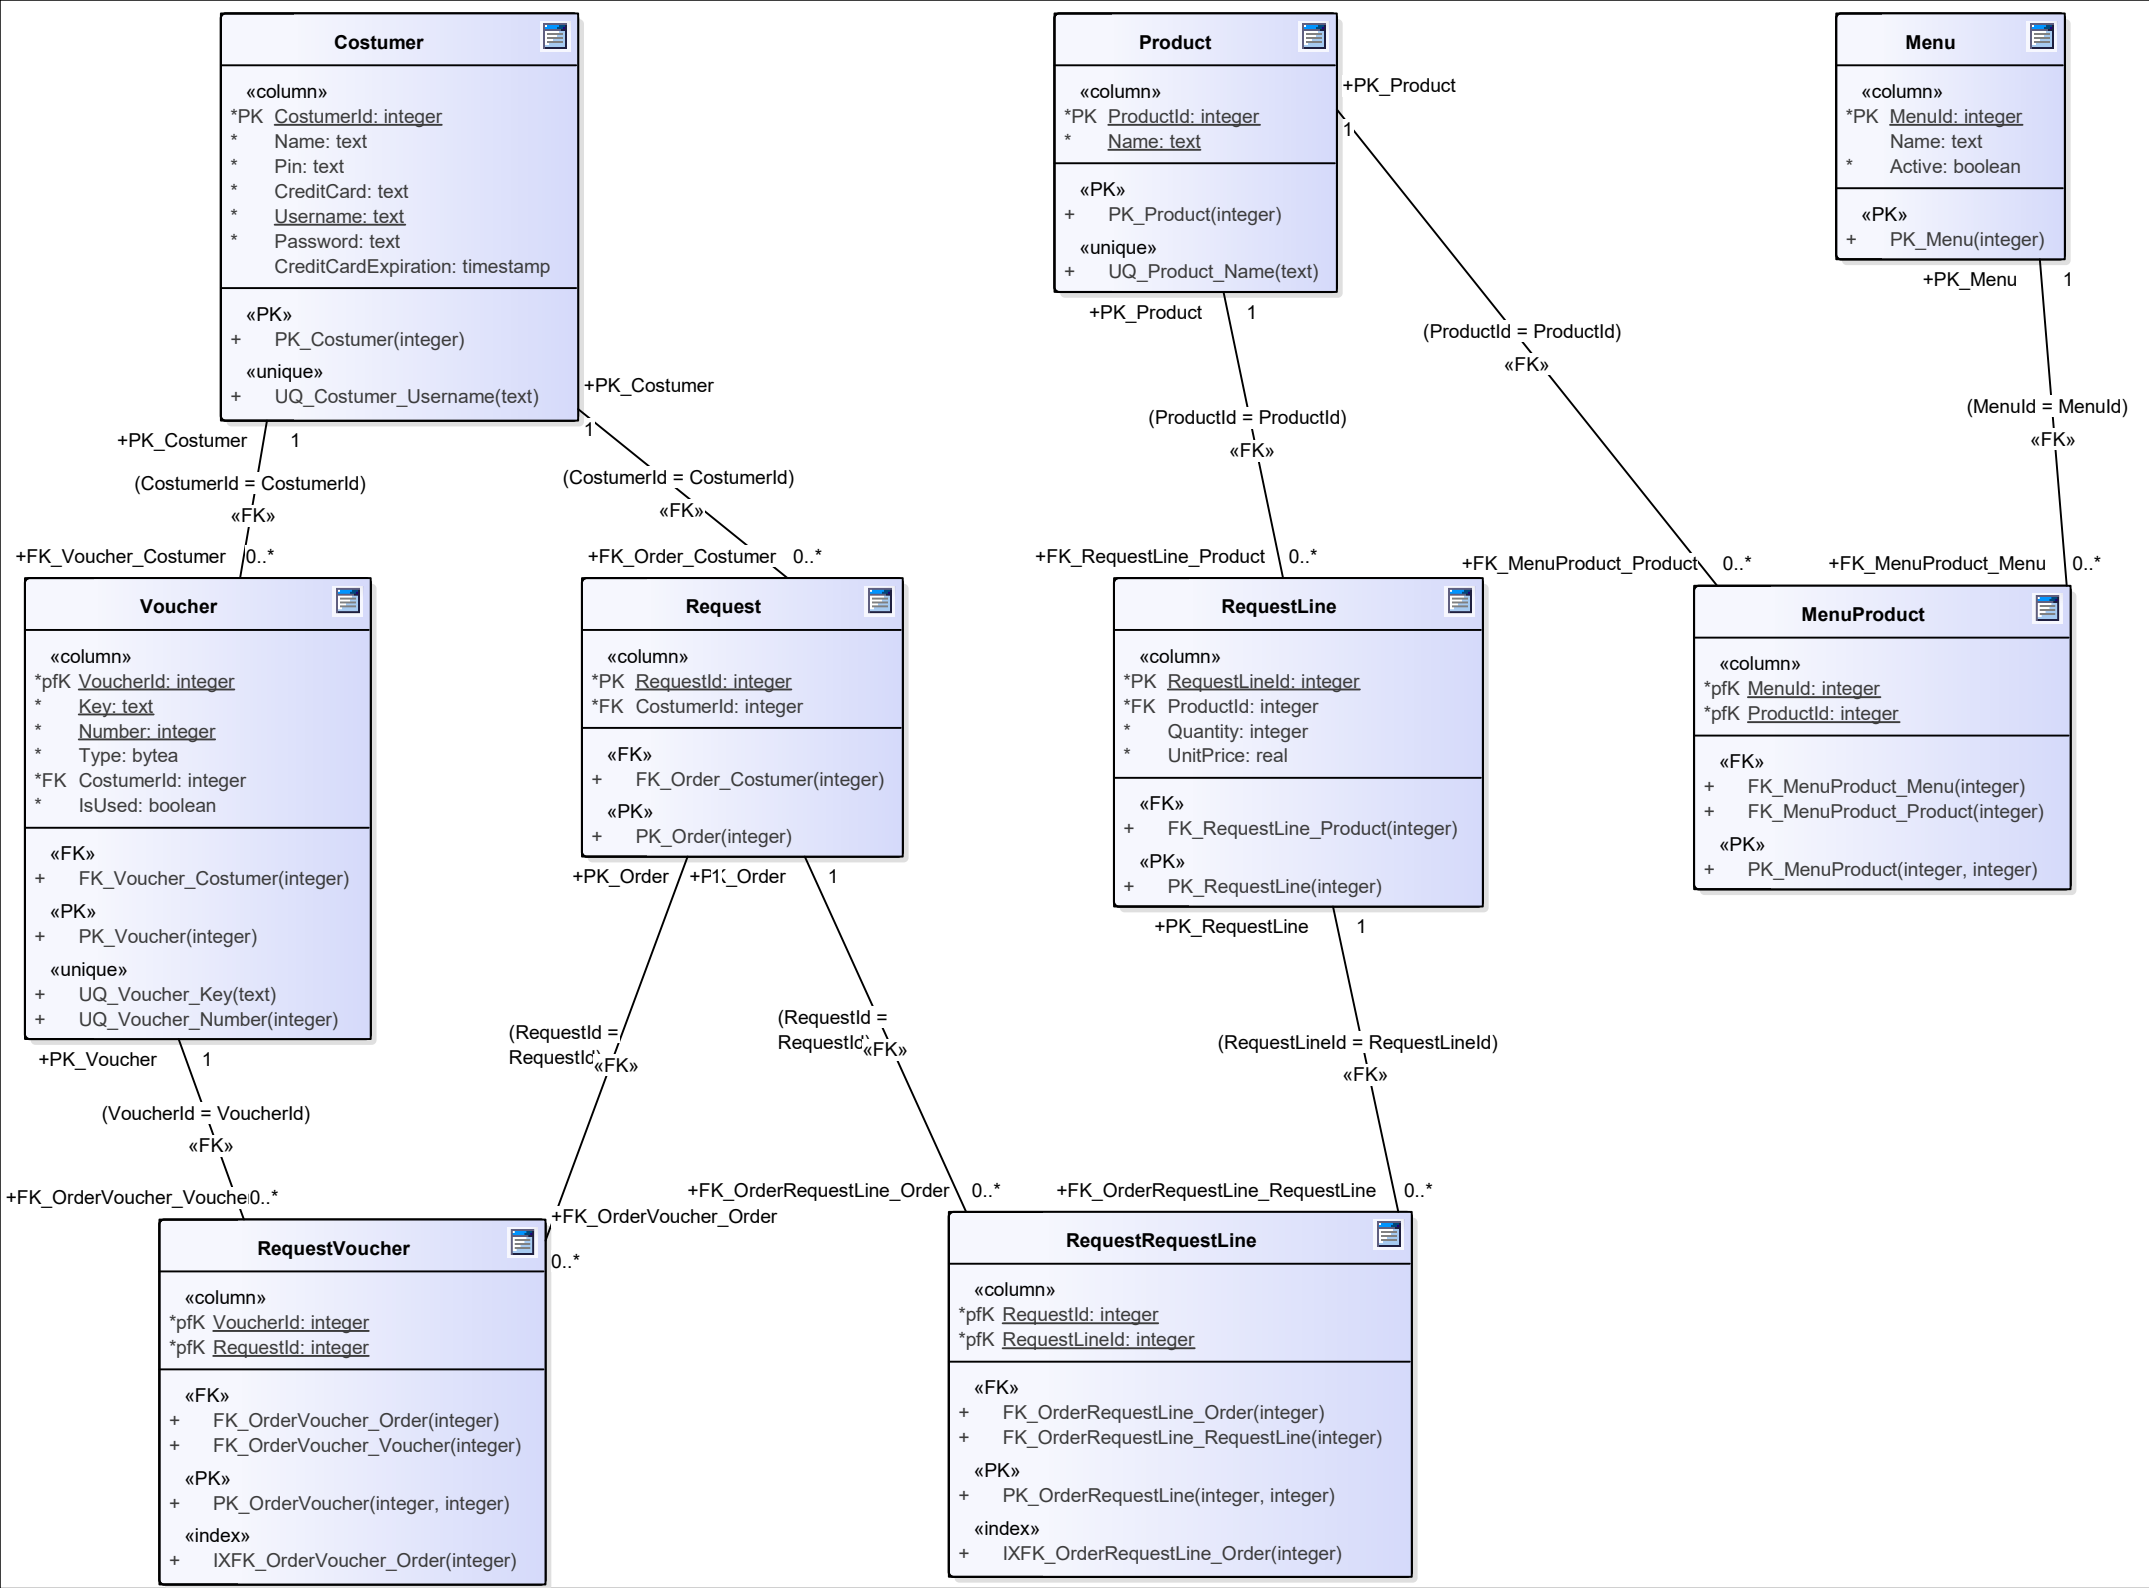 Costumer
«column»
*PK CostumerId: integer
* Name: text
* Pin: text
* CreditCard: text
* Username: text
* Password: text
CreditCardExpiration: timestamp
«PK»
+ PK_Costumer(integer)
«unique»
+ UQ_Costumer_Username(text)
Product
«column»
*PK ProductId: integer
* Name: text
«PK»
+ PK_Product(integer)
«unique»
+ UQ_Product_Name(text)
Menu
«column»
*PK MenuId: integer
Name: text
* Active: boolean
«PK»
+ PK_Menu(integer)
+PK_Product
1
+PK_Menu 1
+PK_Product 1
(ProductId = ProductId)
«FK»
+PK_Costumer
1
+PK_Costumer 1
(MenuId = MenuId)
«FK»
(ProductId = ProductId)
«FK»
(CostumerId = CostumerId)
«FK»
(CostumerId = CostumerId)
«FK»
+FK_Voucher_Costumer 0..*
+FK_Order_Costumer 0..*
+FK_RequestLine_Product 0..*
+FK_MenuProduct_Product 0..*
+FK_MenuProduct_Menu 0..*
Voucher
«column»
*pfK VoucherId: integer
* Key: text
* Number: integer
* Type: bytea
*FK CostumerId: integer
* IsUsed: boolean
«FK»
+ FK_Voucher_Costumer(integer)
«PK»
+ PK_Voucher(integer)
«unique»
+ UQ_Voucher_Key(text)
+ UQ_Voucher_Number(integer)
Request
«column»
*PK RequestId: integer
*FK CostumerId: integer
«FK»
+ FK_Order_Costumer(integer)
«PK»
+ PK_Order(integer)
RequestLine
«column»
*PK RequestLineId: integer
*FK ProductId: integer
* Quantity: integer
* UnitPrice: real
«FK»
+ FK_RequestLine_Product(integer)
«PK»
+ PK_RequestLine(integer)
MenuProduct
«column»
*pfK MenuId: integer
*pfK ProductId: integer
«FK»
+ FK_MenuProduct_Menu(integer)
+ FK_MenuProduct_Product(integer)
«PK»
+ PK_MenuProduct(integer, integer)
+PK_Order 1
+PK_Order 1
+PK_RequestLine 1
+PK_Voucher 1
(RequestId =
RequestId)
«FK»
(RequestId =
RequestId)
«FK»
(RequestLineId = RequestLineId)
«FK»
(VoucherId = VoucherId)
«FK»
+FK_OrderVoucher_Voucher 0..*
+FK_OrderVoucher_Order
0..*
+FK_OrderRequestLine_Order 0..*
+FK_OrderRequestLine_RequestLine 0..*
RequestVoucher
«column»
*pfK VoucherId: integer
*pfK RequestId: integer
«FK»
+ FK_OrderVoucher_Order(integer)
+ FK_OrderVoucher_Voucher(integer)
«PK»
+ PK_OrderVoucher(integer, integer)
«index»
+ IXFK_OrderVoucher_Order(integer)
RequestRequestLine
«column»
*pfK RequestId: integer
*pfK RequestLineId: integer
«FK»
+ FK_OrderRequestLine_Order(integer)
+ FK_OrderRequestLine_RequestLine(integer)
«PK»
+ PK_OrderRequestLine(integer, integer)
«index»
+ IXFK_OrderRequestLine_Order(integer)